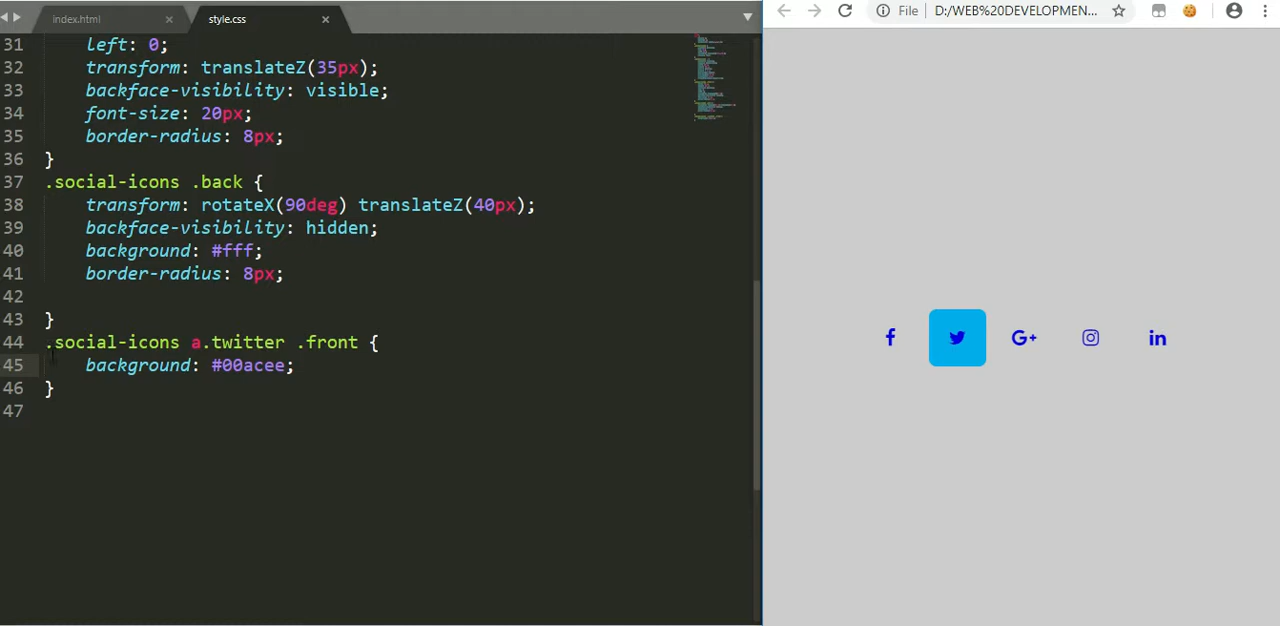 index.html
style.css
File
D:/WEB%20DEVELOPMEN...
31 left: 0;
32 transform: translateZ(35px);
33 backface-visibility: visible;
34 font-size: 20px;
35 border-radius: 8px;
36 }
37 .social-icons .back {
38 transform: rotateX(90deg) translateZ(40px);
39 backface-visibility: hidden;
40 background: #fff;
41 border-radius: 8px;
42
43 }
44 .social-icons a.twitter .front {
45 background: #00acee;
46 }
47
f
G+
in